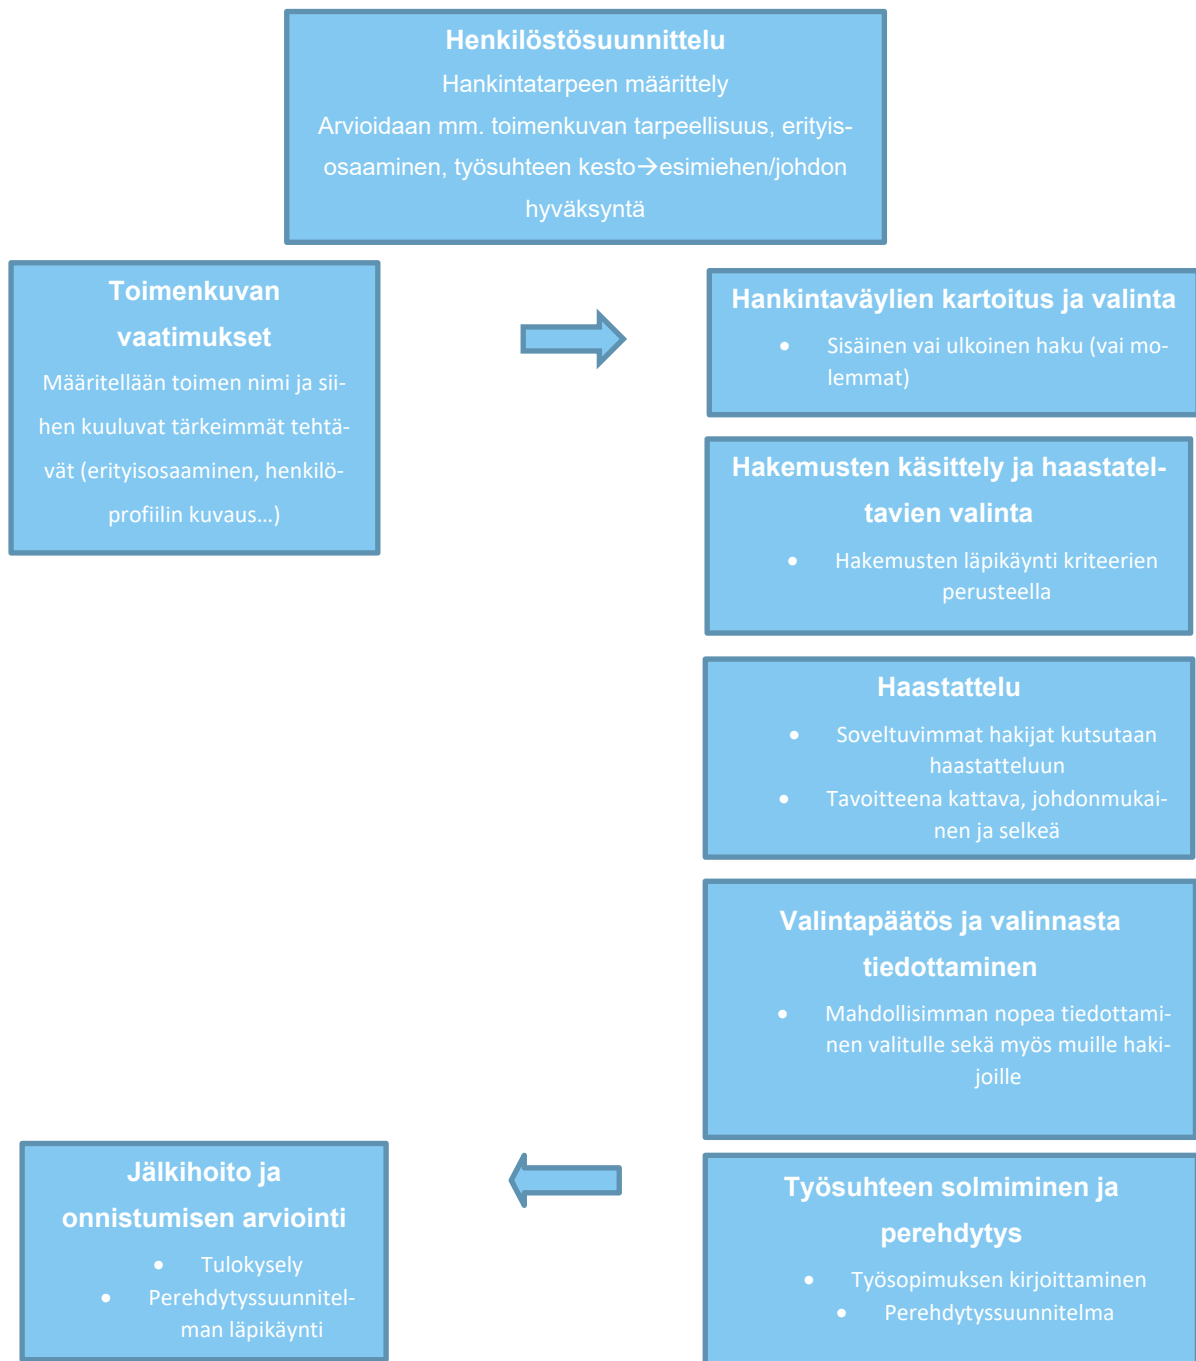 Henkilöstösuunnittelu
Hankintatarpeen määrittely
Arvioidaan mm. toimenkuvan tarpeellisuus, erityis-
osaaminen, työsuhteen kesto→esimiehen/johdon
hyväksyntä
Toimenkuvan
vaatimukset
Määritellään toimen nimi ja sii-
hen kuuluvat tärkeimmät tehtä-
vät (erityisosaaminen, henkilö-
profiilin kuvaus…)
Hankintaväylien kartoitus ja valinta
• Sisäinen vai ulkoinen haku (vai mo-
lemmat)
Hakemusten käsittely ja haastatel-
tavien valinta
• Hakemusten läpikäynti kriteerien
perusteella
Haastattelu
• Soveltuvimmat hakijat kutsutaan
haastatteluun
• Tavoitteena kattava, johdonmukai-
nen ja selkeä
Valintapäätös ja valinnasta
tiedottaminen
• Mahdollisimman nopea tiedottami-
nen valitulle sekä myös muille haki-
joille
Työsuhteen solmiminen ja
perehdytys
• Työsopimuksen kirjoittaminen
• Perehdytyssuunnitelma
Jälkihoito ja
onnistumisen arviointi
• Tulokysely
• Perehdytyssuunnitel-
man läpikäynti